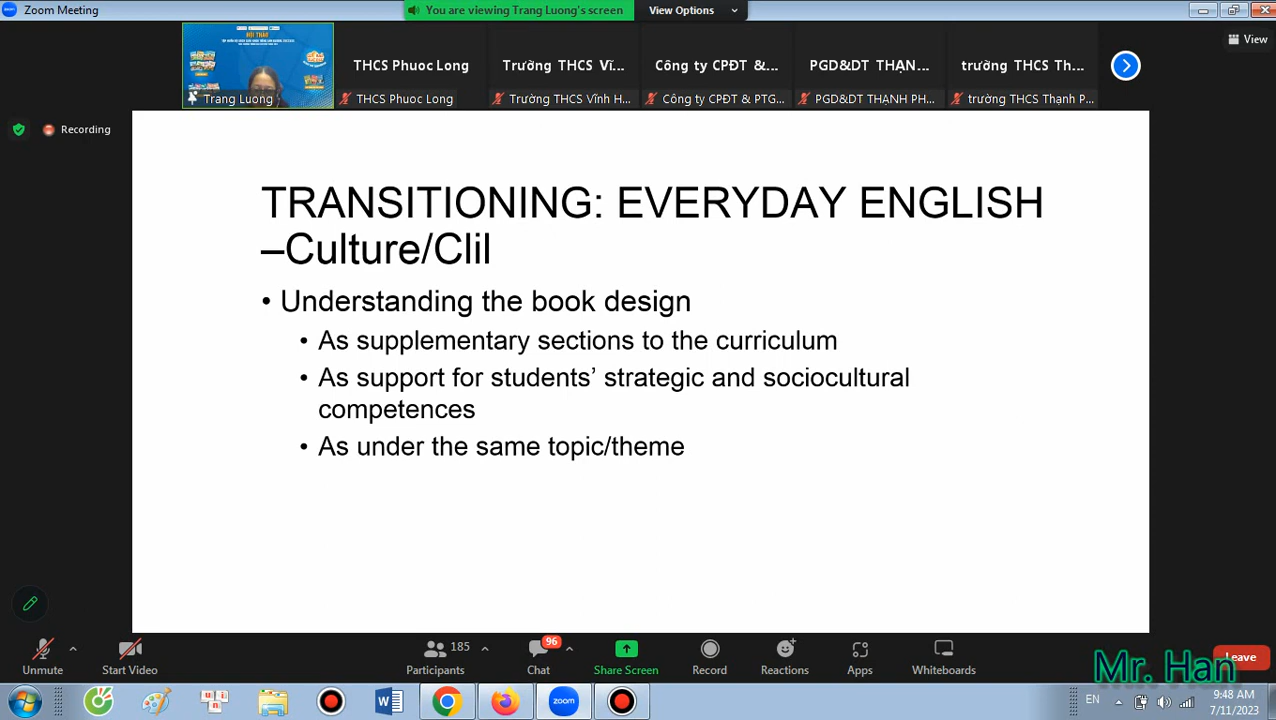 Zoom Meeting
You are viewing Trang Luong's screen
View Options
THCS Phuoc Long
Trường THCS Vĩ...
Công ty CPĐT &...
PGD&DT THẠN...
trường THCS Th...
Trang Luong
THCS Phuoc Long
Trường THCS Vĩnh H...
Công ty CPĐT & PTG...
PGD&DT THẠNH PH...
trường THCS Thạnh P...
View
Recording
TRANSITIONING: EVERYDAY ENGLISH
–Culture/Clil
• Understanding the book design
• As supplementary sections to the curriculum
• As support for students’ strategic and sociocultural
competences
• As under the same topic/theme
185
96
Unmute
Start Video
Participants
Chat
Share Screen
Record
Reactions
Apps
Whiteboards
Leave
Mr. Han
zoom
EN
9:48 AM
7/11/2023